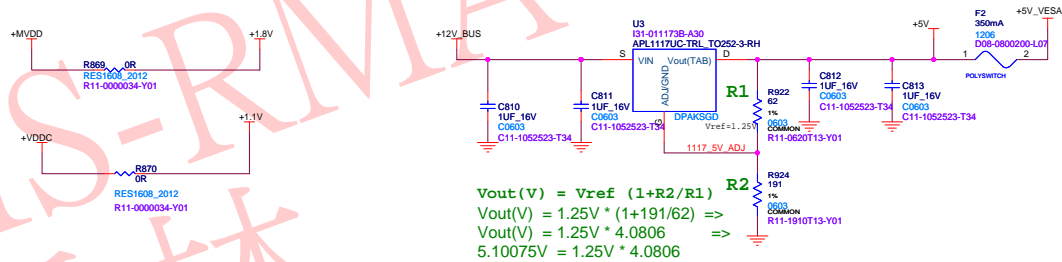 +MVDD
+1.8V
R869
0R
RES1608_2012
R11-0000034-Y01
+VDDC
+1.1V
R870
0R
RES1608_2012
R11-0000034-Y01
+12V_BUS
C810
1UF_16V
C0603
C11-1052523-T34
C811
1UF_16V
C0603
C11-1052523-T34
U3
I31-011173B-A30
APL1117UC-TRL_TO252-3-RH
S
VIN
Vout(TAB)
D
ADJ/GND
G
DPAKSGD
Vref=1.25V
1117_5V_ADJ
R1
R922
62
1%
0603
COMMON
R11-0620T13-Y01
R2
R924
191
1%
0603
COMMON
R11-1910T13-Y01
C812
1UF_16V
C0603
C11-1052523-T34
C813
1UF_16V
C0603
C11-1052523-T34
+5V
F2
350mA
1206
D08-0800200-L07
1
2
POLYSWITCH
+5V_VESA
Vout(V) = Vref (1+R2/R1)
Vout(V) = 1.25V * (1+191/62) =>
Vout(V) = 1.25V * 4.0806 =>
5.10075V = 1.25V * 4.0806
IS-RMA